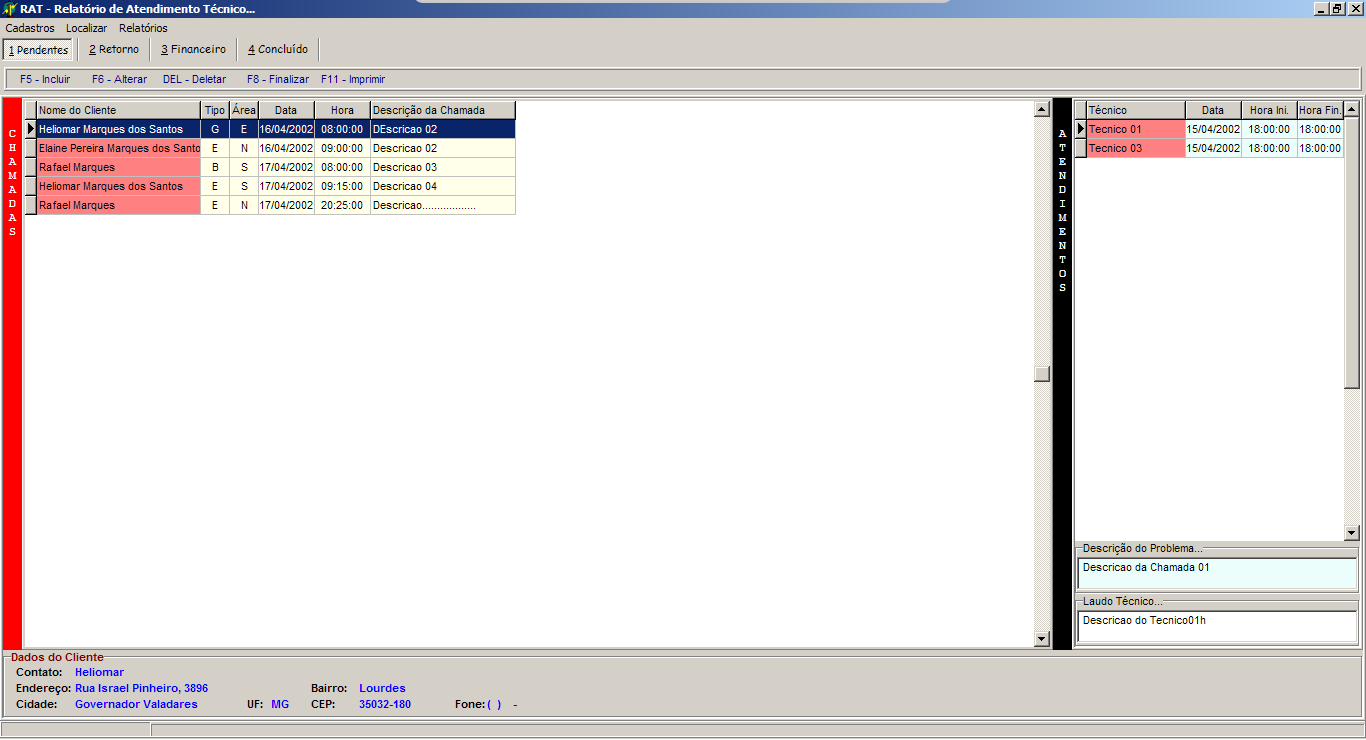 RAT - Relatório de Atendimento Técnico...
Cadastros Localizar Relatórios
1 Pendentes 2 Retorno 3 Financeiro 4 Concluído
F5 - Incluir F6 - Alterar DEL - Deletar F8 - Finalizar F11 - Imprimir
CHAMADAS
Nome do Cliente Tipo Área Data Hora Descrição da Chamada
Heliomar Marques dos Santos G E 16/04/2002 08:00:00 DEscricao 02
Elaine Pereira Marques dos Santo E N 16/04/2002 09:00:00 Descricao 02
Rafael Marques B S 17/04/2002 08:00:00 Descricao 03
Heliomar Marques dos Santos E S 17/04/2002 09:15:00 Descricao 04
Rafael Marques E N 17/04/2002 20:25:00 Descricao..................
ATENDIMENTOS
Técnico Data Hora Ini. Hora Fin.
Tecnico 01 15/04/2002 18:00:00 18:00:00
Tecnico 03 15/04/2002 18:00:00 18:00:00
Descrição do Problema...
Descricao da Chamada 01
Laudo Técnico...
Descricao do Tecnico01h
Dados do Cliente
Contato: Heliomar
Endereço: Rua Israel Pinheiro, 3896 Bairro: Lourdes
Cidade: Governador Valadares UF: MG CEP: 35032-180 Fone: ( ) -